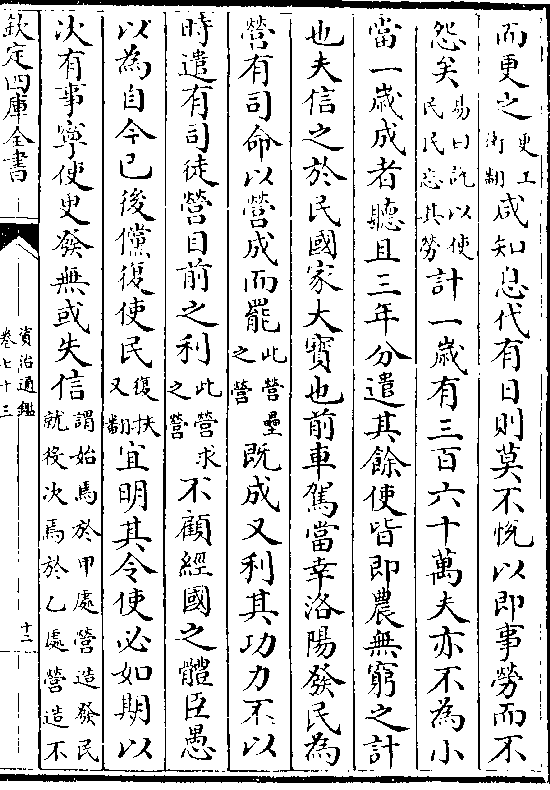 而更之更工衡翻咸知息代有日則莫不悅以即事勞而不
怨矣易曰說以使民民忘其勞計一歲有三百六十萬夫亦不為小
當一歲成者聽且三年分遣其餘使皆即農無窮之計
也夫信之於民國家大寶也前車駕當幸洛陽發民為
營有司命以營成而罷此營壘之營既成又利其功力不以
時遣有司徒營目前之利此營求之營不顧經國之體臣愚
以為自今已後儻復使民復扶又翻宜明其令使必如期以
次有事寧使更發無或失信謂始焉於甲處營造發民就役次焉於乙處營造不
欽定四庫全書
資治通鑑
卷七十三
十二